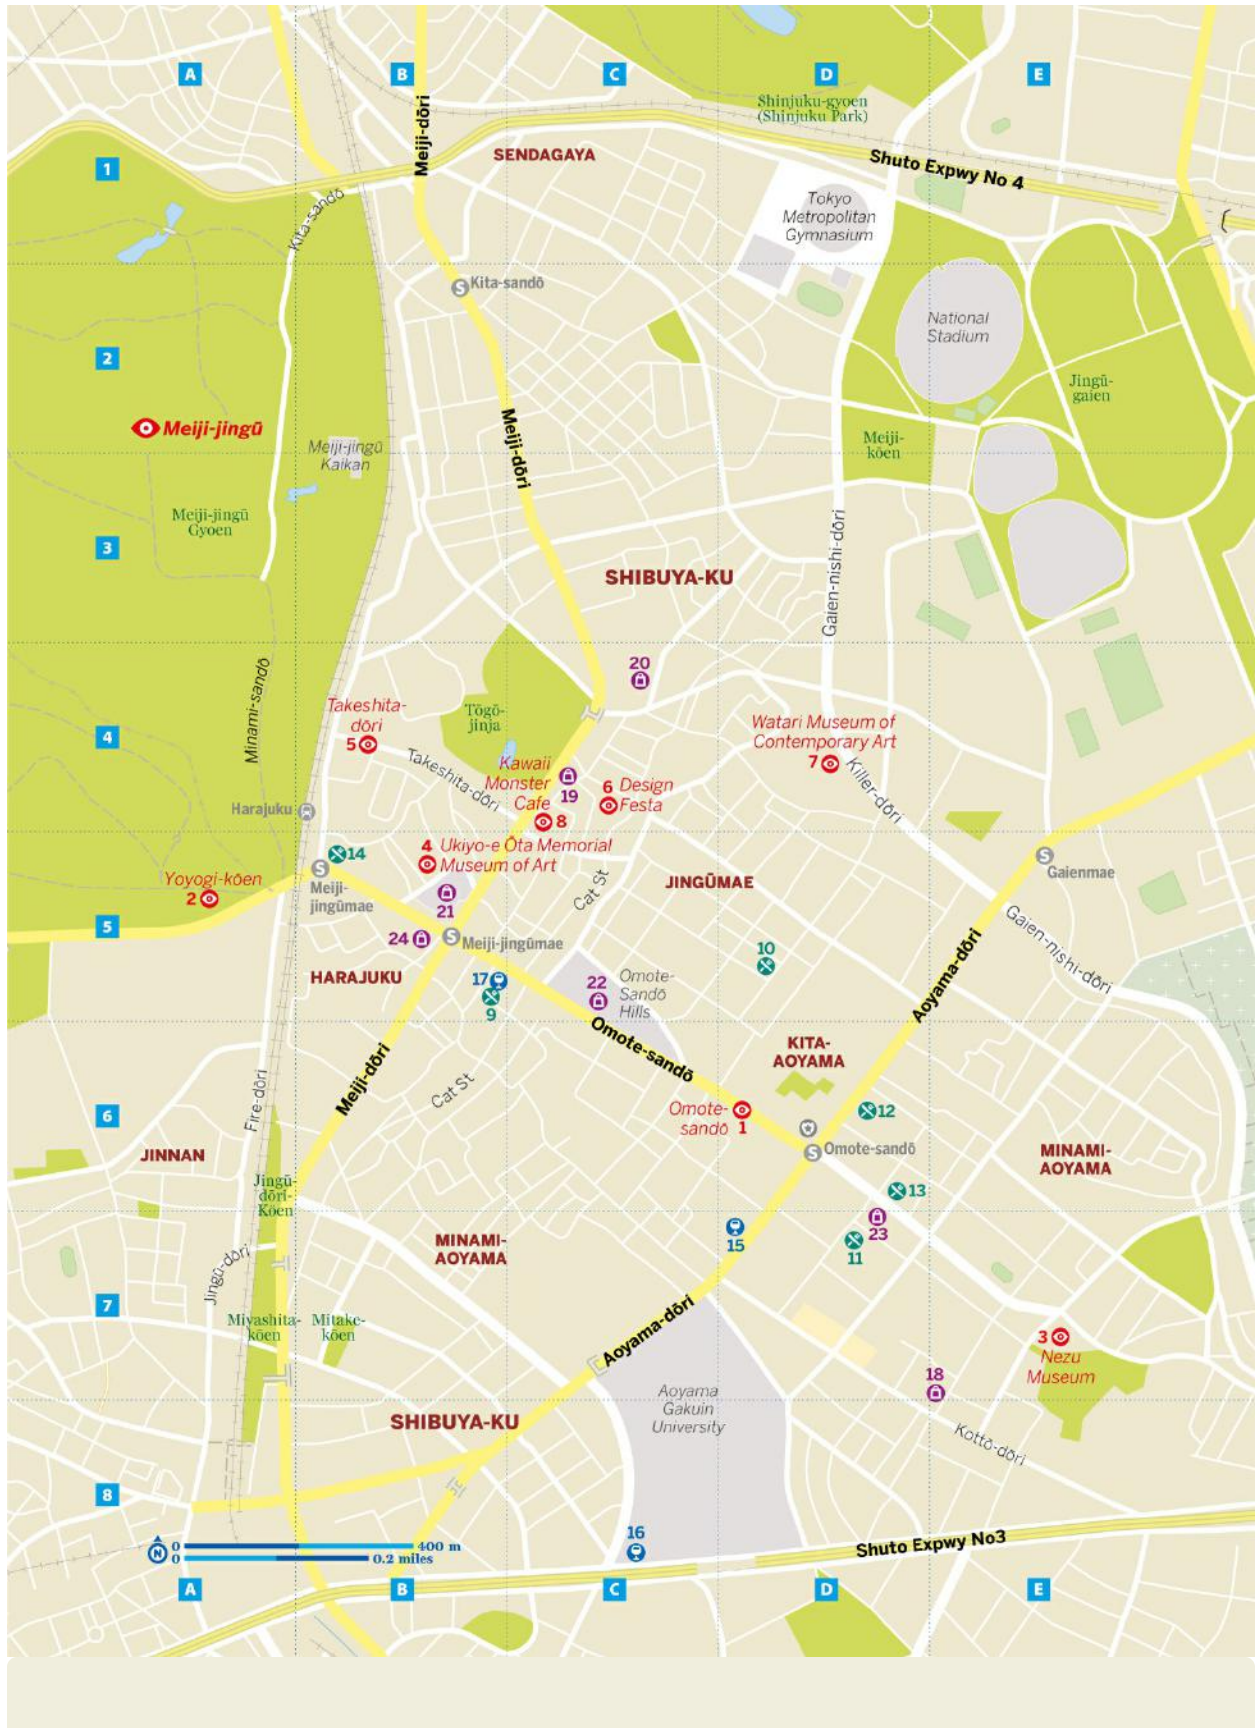 A
B
C
D
E
Shinjuku-gyoen
(Shinjuku Park)
Meiji-dōri
SENDAGAYA
Shuto Expwy No 4
1
Kita-sandō
Tokyo
Metropolitan
Gymnasium
Kita-sandō
National
Stadium
2
Jingū-
gaien
Meiji-jingū
Meiji-dōri
Meiji-
kōen
Meiji-jingū
Kaikan
Meiji-jingū
Gyoen
3
SHIBUYA-KU
Gaien-nishi-dōri
20
Minami-sandō
Takeshita-
dōri
5
Tōgō-
jinja
Watari Museum of
Contemporary Art
7
4
Takeshita-dōri
Kawaii
Monster
Cafe
8
19
6 Design
Festa
Killer-dōri
Harajuku
14
4 Ukiyo-e Ōta Memorial
Museum of Art
Yoyogi-kōen
2
Meiji-
jingūmae
Cat St
JINGŪMAE
Gaienmae
21
5
24
Meiji-jingūmae
Gaien-nishi-dōri
10
HARAJUKU
17
9
22
Omote-
Sandō
Hills
Aoyama-dōri
Omote-sandō
KITA-
AOYAMA
Meiji-dōri
Fire-dōri
Cat St
6
Omote-
sandō
1
12
JINNAN
Omote-sandō
MINAMI-
AOYAMA
Jingū-
dōri-
Kōen
13
23
MINAMI-
AOYAMA
15
11
Jingū-dōri
7
Miyashita-
kōen
Mitake-
kōen
Aoyama-dōri
3
Nezu
Museum
18
Aoyama
Gakuin
University
SHIBUYA-KU
Kottō-dōri
8
16
N
0
400 m
0
0.2 miles
Shuto Expwy No3
A
B
C
D
E